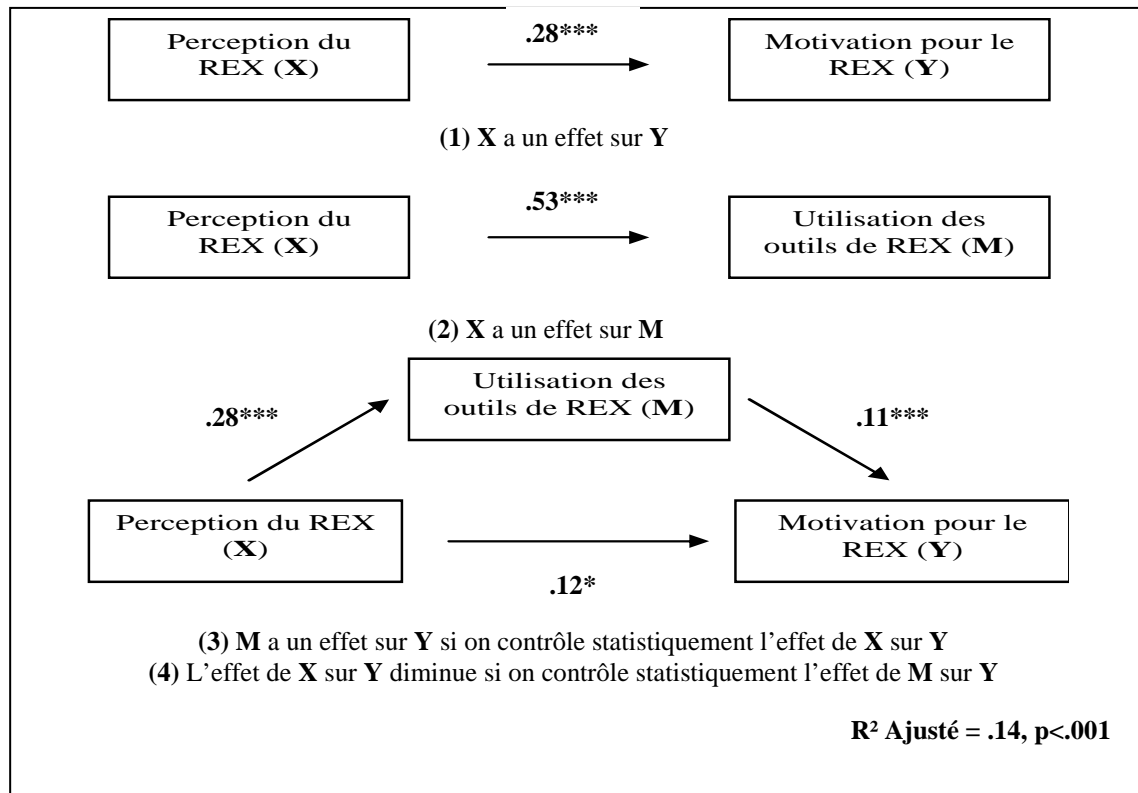 Perception du
REX (X)
.28***
Motivation pour le
REX (Y)
(1) X a un effet sur Y
Perception du
REX (X)
.53***
Utilisation des
outils de REX (M)
(2) X a un effet sur M
Utilisation des
outils de REX (M)
.28***
.11***
Perception du REX
(X)
Motivation pour le
REX (Y)
.12*
(3) M a un effet sur Y si on contrôle statistiquement l’effet de X sur Y
(4) L’effet de X sur Y diminue si on contrôle statistiquement l’effet de M sur Y
R² Ajusté = .14, p<.001